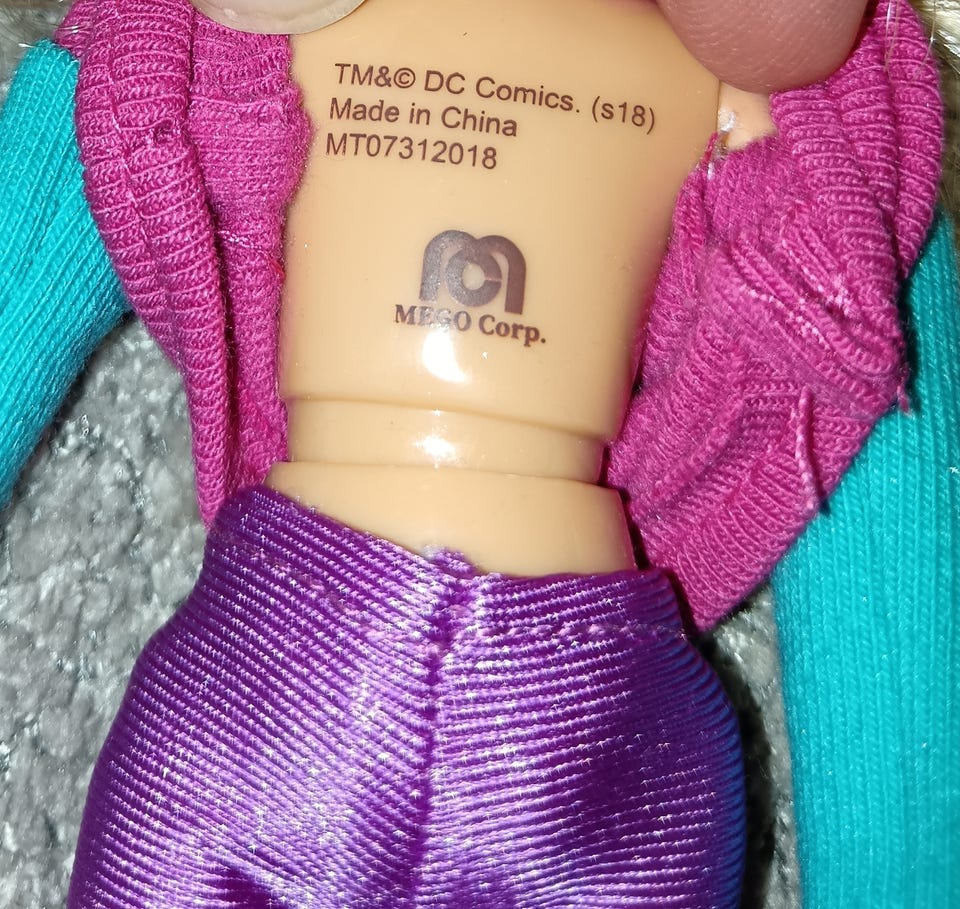 TM&© DC Comics. (s18)
Made in China
MT07312018
MEGO Corp.